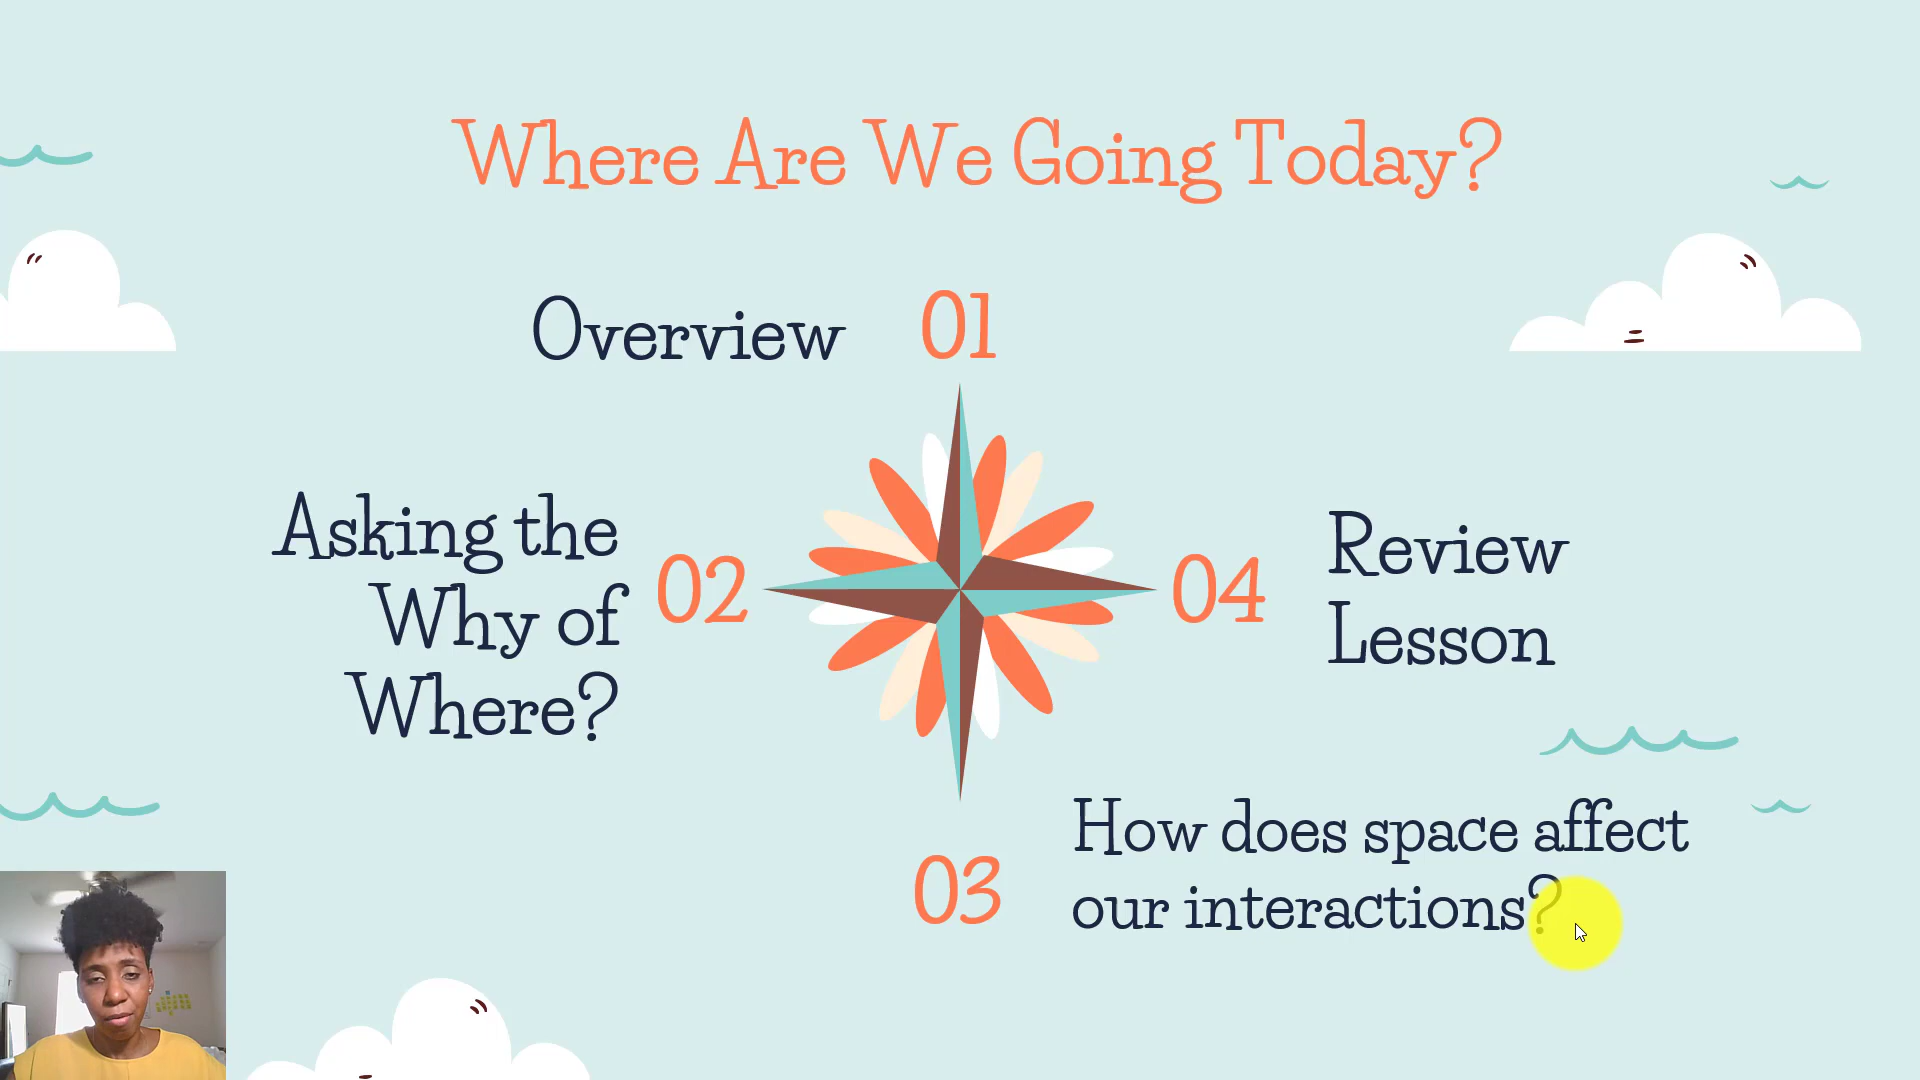 Where Are We Going Today?
Overview
01
Asking the
Why of
Where?
02
04
Review
Lesson
03
How does space affect
our interactions?